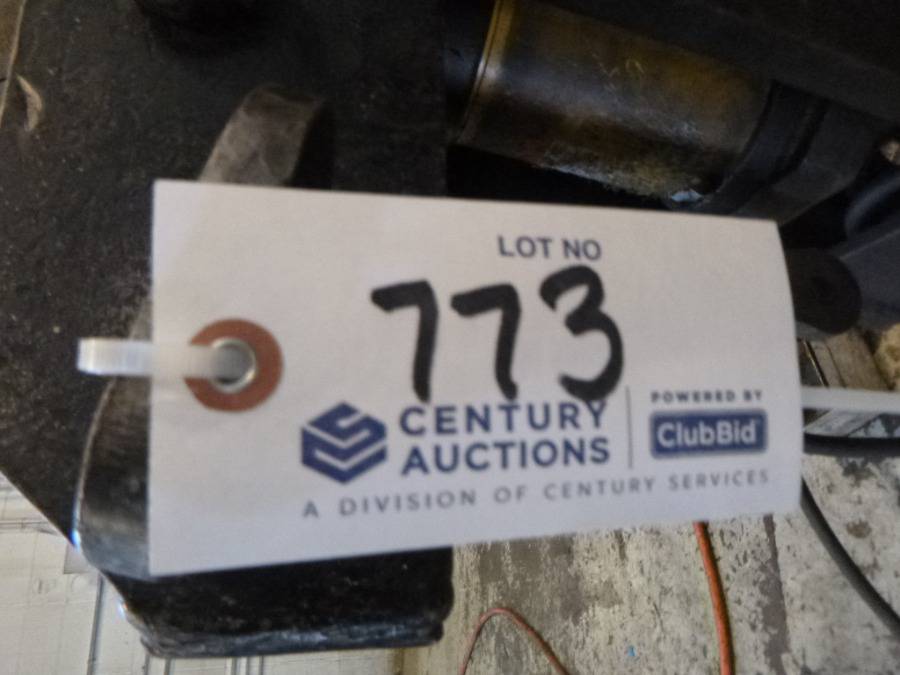 LOT NO
773
CENTURY
AUCTIONS
POWERED BY
ClubBid
A DIVISION OF CENTURY SERVICES